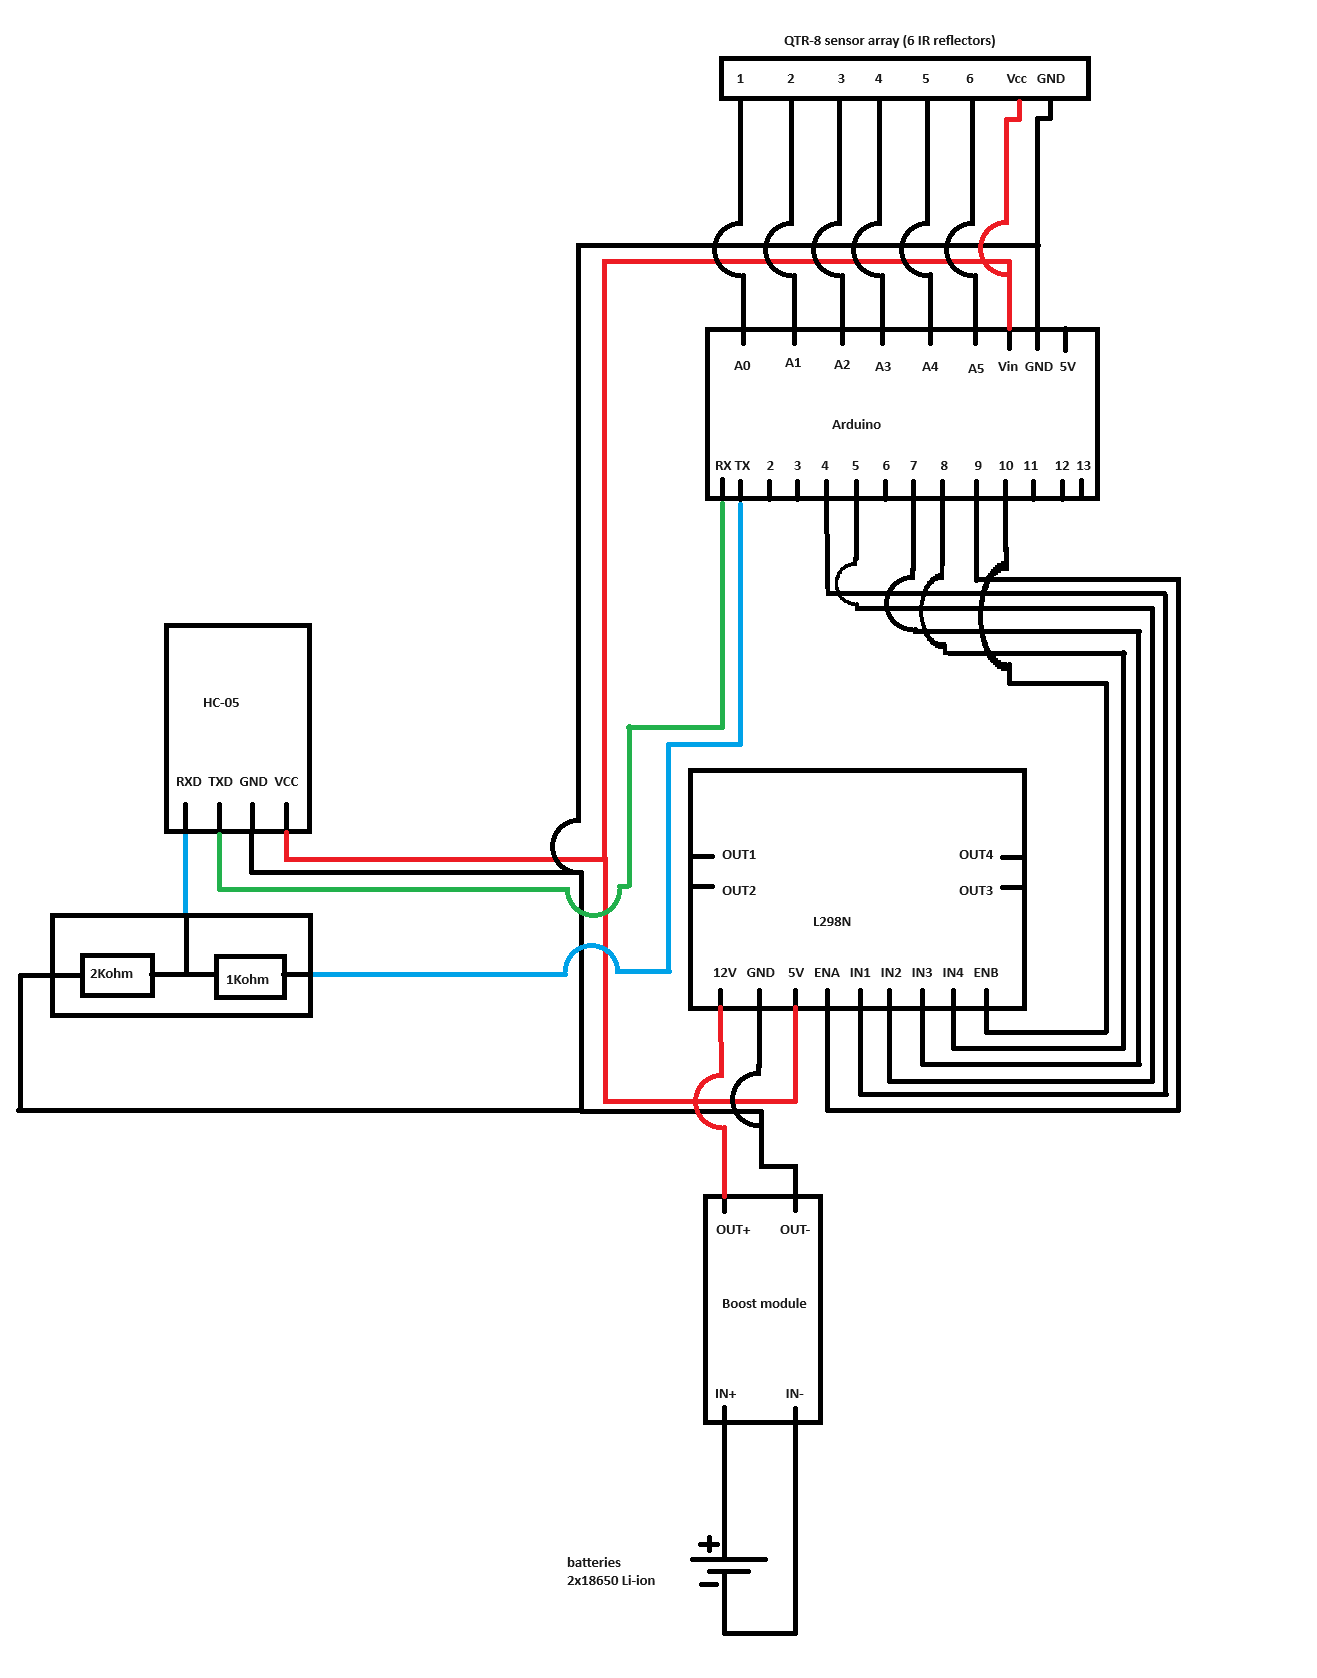 QTR-8 sensor array (6 IR reflectors)
1 2 3 4 5 6 Vcc GND
A0 A1 A2 A3 A4 A5 Vin GND 5V
Arduino
RX TX 2 3 4 5 6 7 8 9 10 11 12 13
HC-05
RXD TXD GND VCC
OUT1 OUT4
OUT2 OUT3
L298N
2Kohm 1Kohm
12V GND 5V ENA IN1 IN2 IN3 IN4 ENB
OUT+ OUT-
Boost module
IN+ IN-
+
batteries
2x18650 Li-ion
-